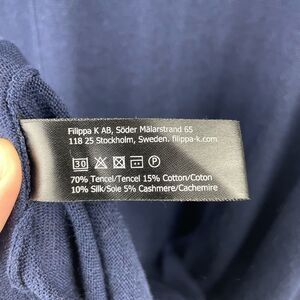 Filippa K AB, Söder Mälarstrand 65
118 25 Stockholm, Sweden. filippa-k.com
30 P
70% Tencel/Tencel 15% Cotton/Coton
10% Silk/Soie 5% Cashmere/Cachemire